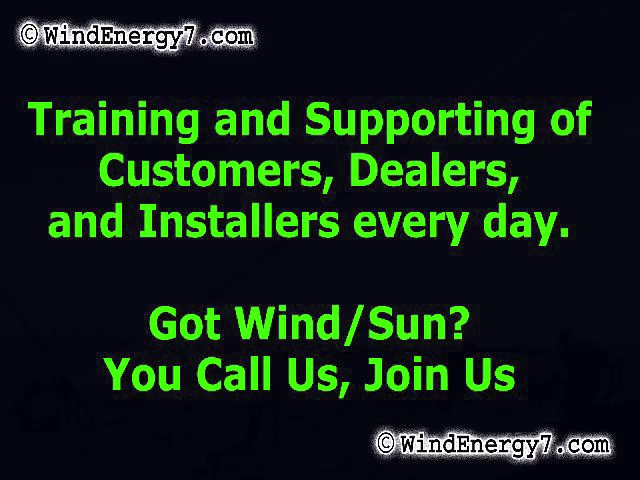 © WindEnergy7.com
Training and Supporting of
Customers, Dealers,
and Installers every day.
Got Wind/Sun?
You Call Us, Join Us
© WindEnergy7.com